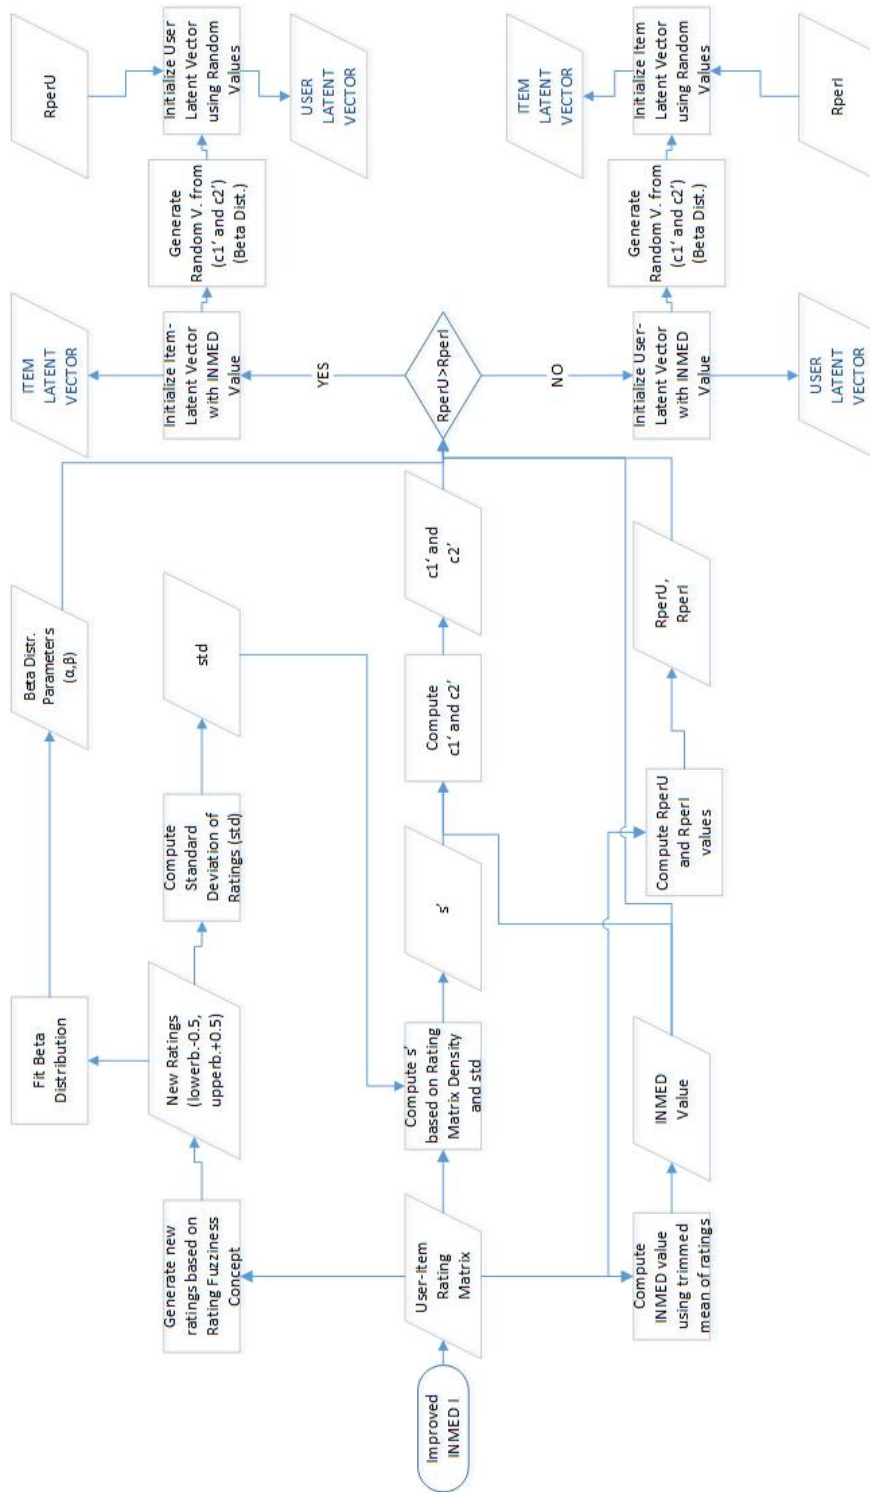 Improved
INMED I
User-Item
Rating
Matrix
Generate new
ratings based on
Rating Fuzziness
Concept
New Ratings
(lowerb.-0.5,
upperb.+0.5)
Fit Beta
Distribution
Beta Distr.
Parameters
(α,β)
Compute
Standard
Deviation of
Ratings (std)
std
Compute s'
based on Rating
Matrix Density
and std
s'
Compute
c1' and c2'
c1' and
c2'
Compute
INMED value
using trimmed
mean of ratings
INMED
Value
Compute RperU
and RperI
values
RperU,
RperI
RperU>RperI
YES
NO
Initialize Item-
Latent Vector
with INMED
Value
ITEM
LATENT
VECTOR
Generate
Random V. from
(c1' and c2')
(Beta Dist.)
RperU
Initialize User
Latent Vector
using Random
Values
USER
LATENT
VECTOR
Initialize User-
Latent Vector
with INMED
Value
USER
LATENT
VECTOR
Generate
Random V. from
(c1' and c2')
(Beta Dist.)
ITEM
LATENT
VECTOR
Initialize Item
Latent Vector
using Random
Values
RperI